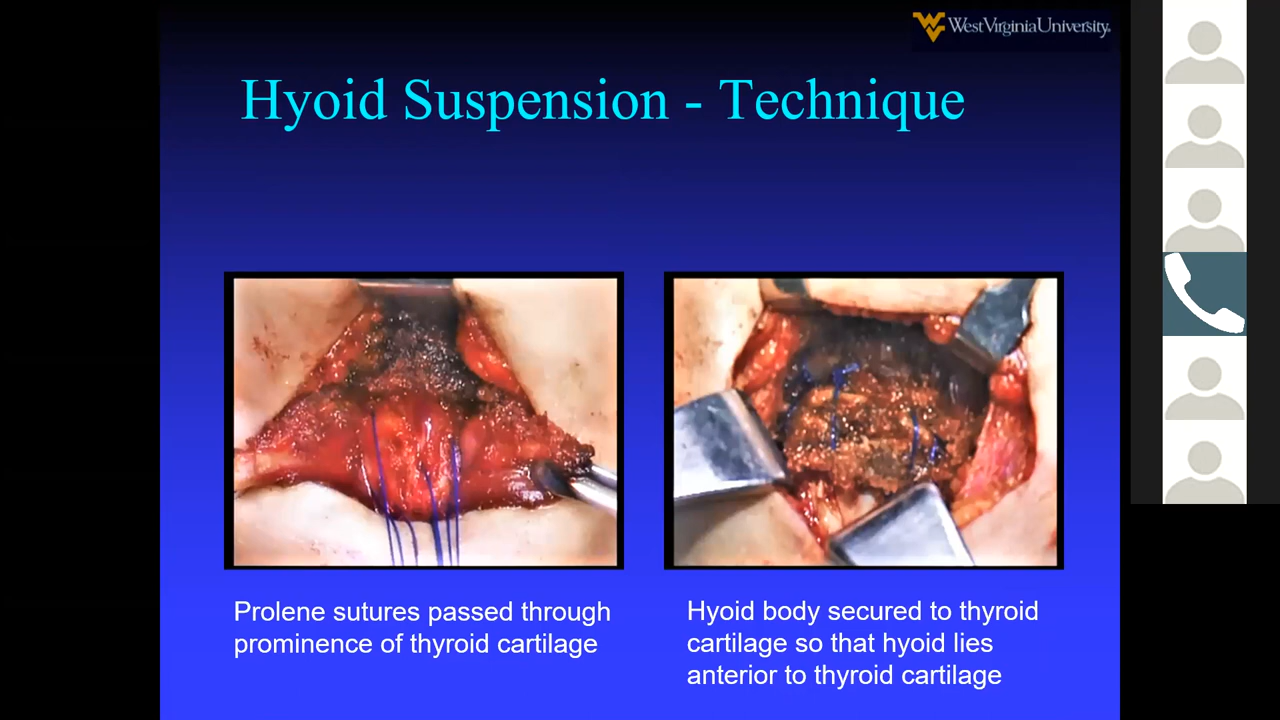 WestVirginiaUniversity
Hyoid Suspension - Technique
Prolene sutures passed through
prominence of thyroid cartilage
Hyoid body secured to thyroid
cartilage so that hyoid lies
anterior to thyroid cartilage